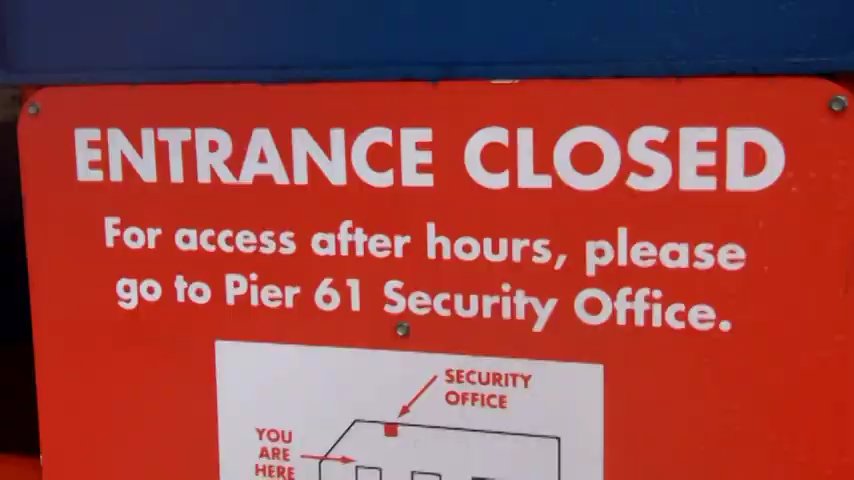 ENTRANCE CLOSED
For access after hours, please
go to Pier 61 Security Office.
SECURITY
OFFICE
YOU
ARE
HERE